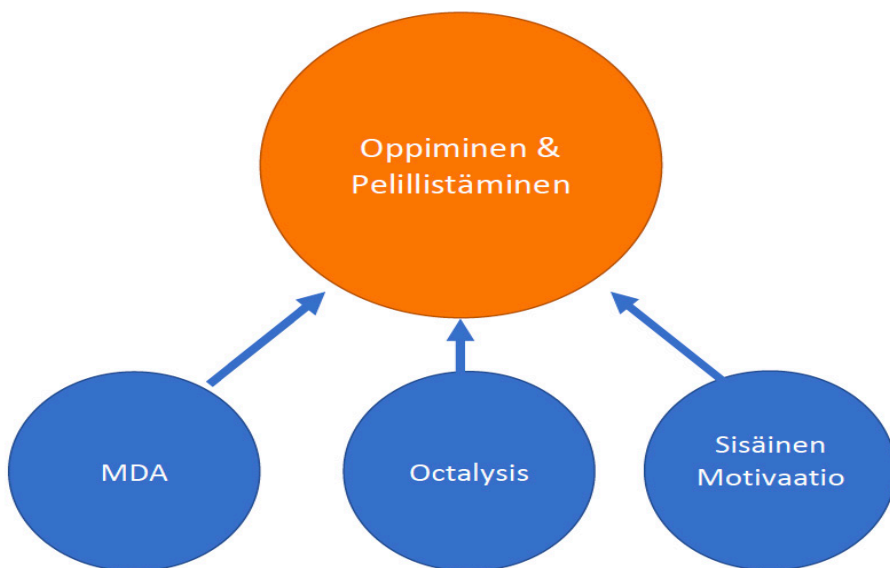 Oppiminen &
Pelillistäminen
MDA
Octalysis
Sisäinen
Motivaatio